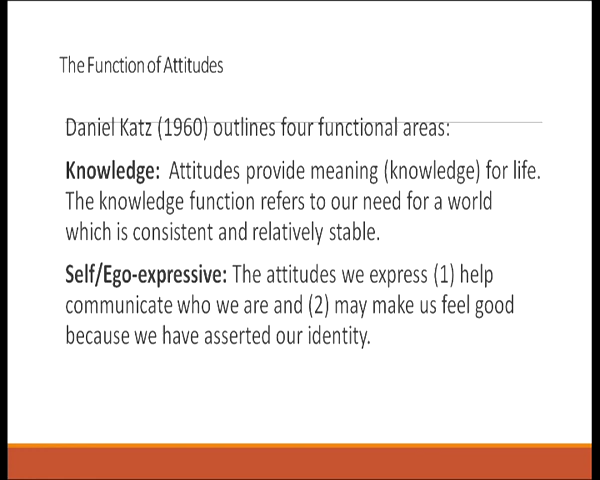 The Function of Attitudes
Daniel Katz (1960) outlines four functional areas:
Knowledge: Attitudes provide meaning (knowledge) for life.
The knowledge function refers to our need for a world
which is consistent and relatively stable.
Self/Ego-expressive: The attitudes we express (1) help
communicate who we are and (2) may make us feel good
because we have asserted our identity.